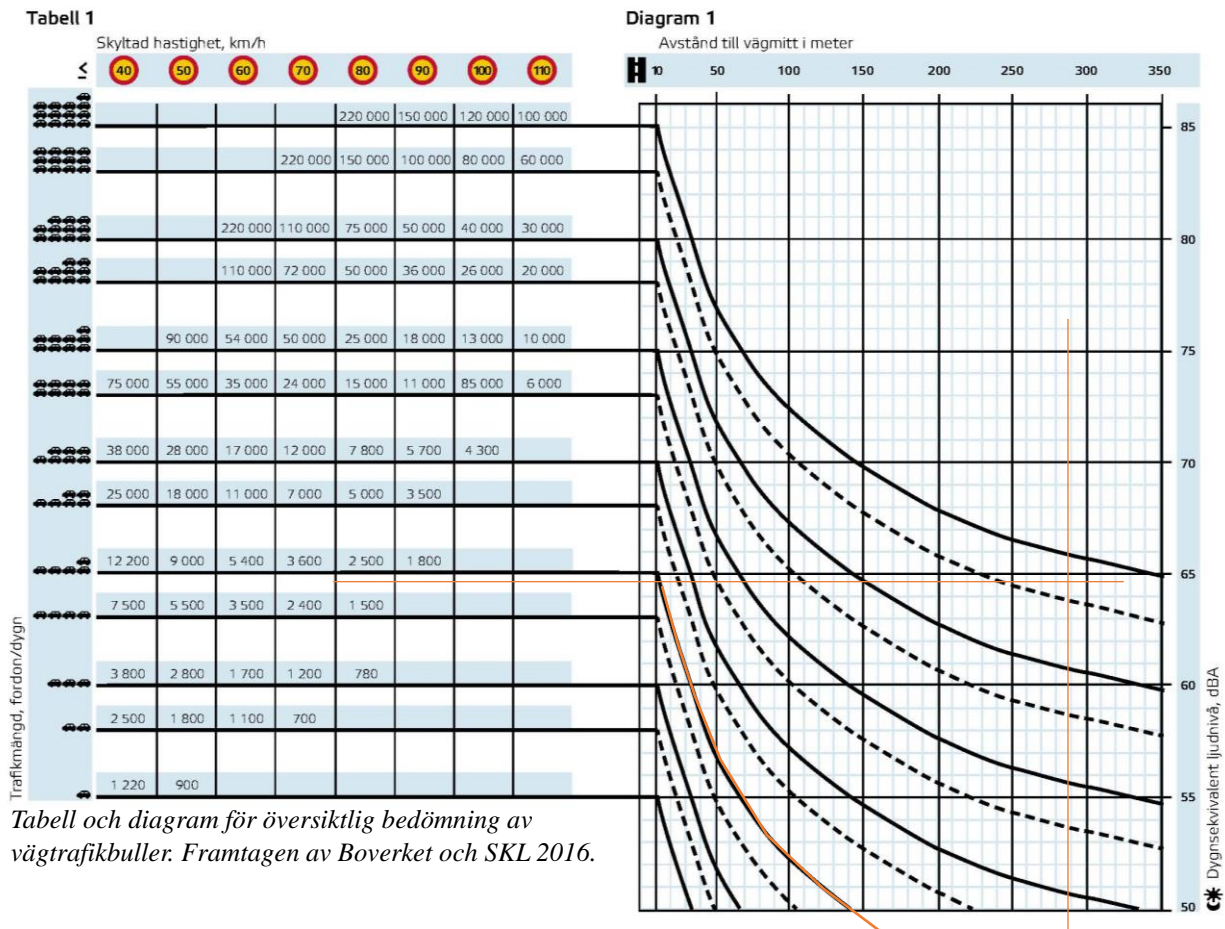 Tabell 1
Skyltad hastighet, km/h
≤ 40 50 60 70 80 90 100 110
220 000 150 000 120 000 100 000
220 000 150 000 100 000 80 000 60 000
220 000 110 000 75 000 50 000 40 000 30 000
110 000 72 000 50 000 36 000 26 000 20 000
90 000 54 000 50 000 25 000 18 000 13 000 10 000
75 000 55 000 35 000 24 000 15 000 11 000 85 000 6 000
38 000 28 000 17 000 12 000 7 800 5 700 4 300
25 000 18 000 11 000 7 000 5 000 3 500
12 200 9 000 5 400 3 600 2 500 1 800
7 500 5 500 3 500 2 400 1 500
3 800 2 800 1 700 1 200 780
2 500 1 800 1 100 700
1 220 900
Trafikmängd, fordon/dygn
Tabell och diagram för översiktlig bedömning av
vägtrafikbuller. Framtagen av Boverket och SKL 2016.
Diagram 1
Avstånd till vägmitt i meter
10 50 100 150 200 250 300 350
85
80
75
70
65
60
55
50
Dygnsekvivalent ljudnivå, dBA